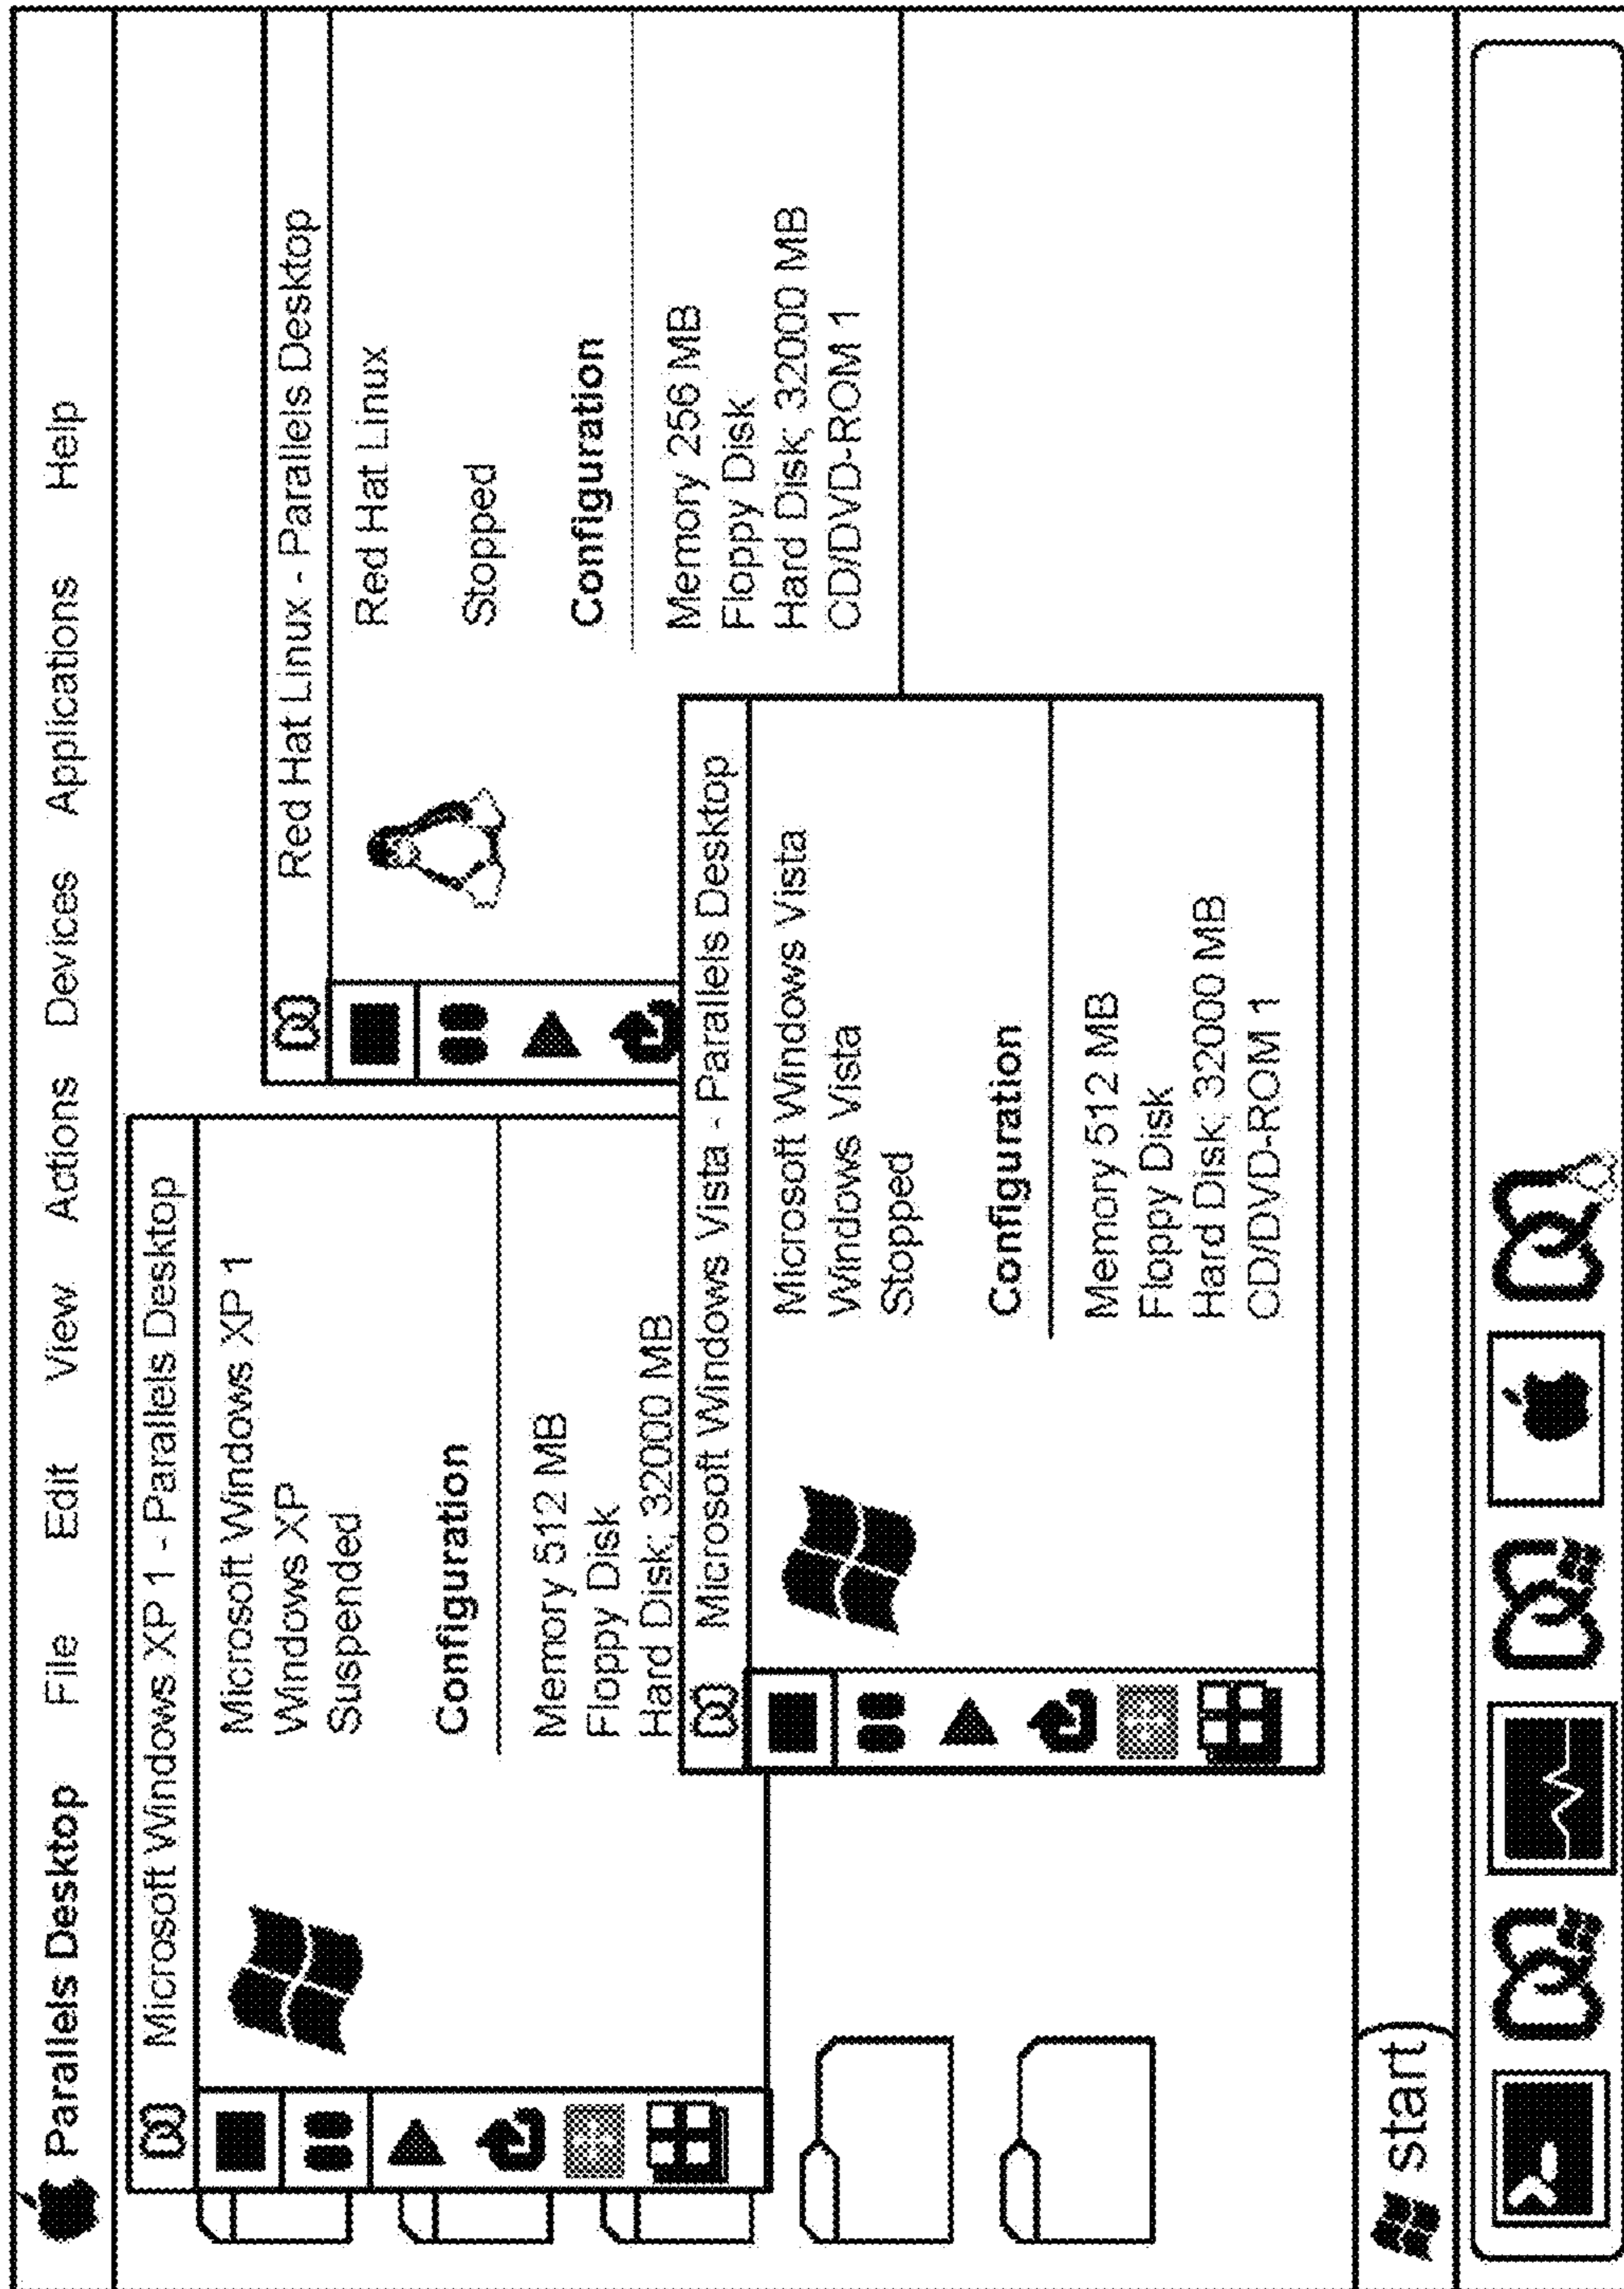 Parallels Desktop File Edit View Actions Devices Applications Help
Microsoft Windows XP 1 - Parallels Desktop
Microsoft Windows XP 1
Windows XP
Suspended
Configuration
Memory 512 MB
Floppy Disk
Hard Disk; 32000 MB
Red Hat Linux - Parallels Desktop
Red Hat Linux
Stopped
Configuration
Memory 256 MB
Floppy Disk
Hard Disk; 32000 MB
CD/DVD-ROM 1
Microsoft Windows Vista - Parallels Desktop
Microsoft Windows Vista
Windows Vista
Stopped
Configuration
Memory 512 MB
Floppy Disk
Hard Disk; 32000 MB
CD/DVD-ROM 1
start